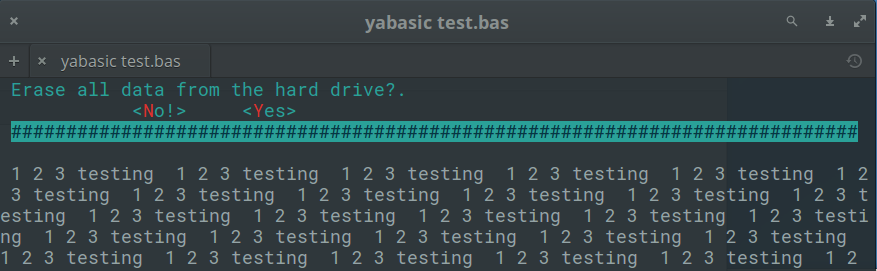 yabasic test.bas
+ × yabasic test.bas
Erase all data from the hard drive?.
<No!> <Yes>
#############################################################################
1 2 3 testing 1 2 3 testing 1 2 3 testing 1 2 3 testing 1 2 3 testing 1 2
3 testing 1 2 3 testing 1 2 3 testing 1 2 3 testing 1 2 3 testing 1 2 3 t
esting 1 2 3 testing 1 2 3 testing 1 2 3 testing 1 2 3 testing 1 2 3 testi
ng 1 2 3 testing 1 2 3 testing 1 2 3 testing 1 2 3 testing 1 2 3 testing
1 2 3 testing 1 2 3 testing 1 2 3 testing 1 2 3 testing 1 2 3 testing 1 2